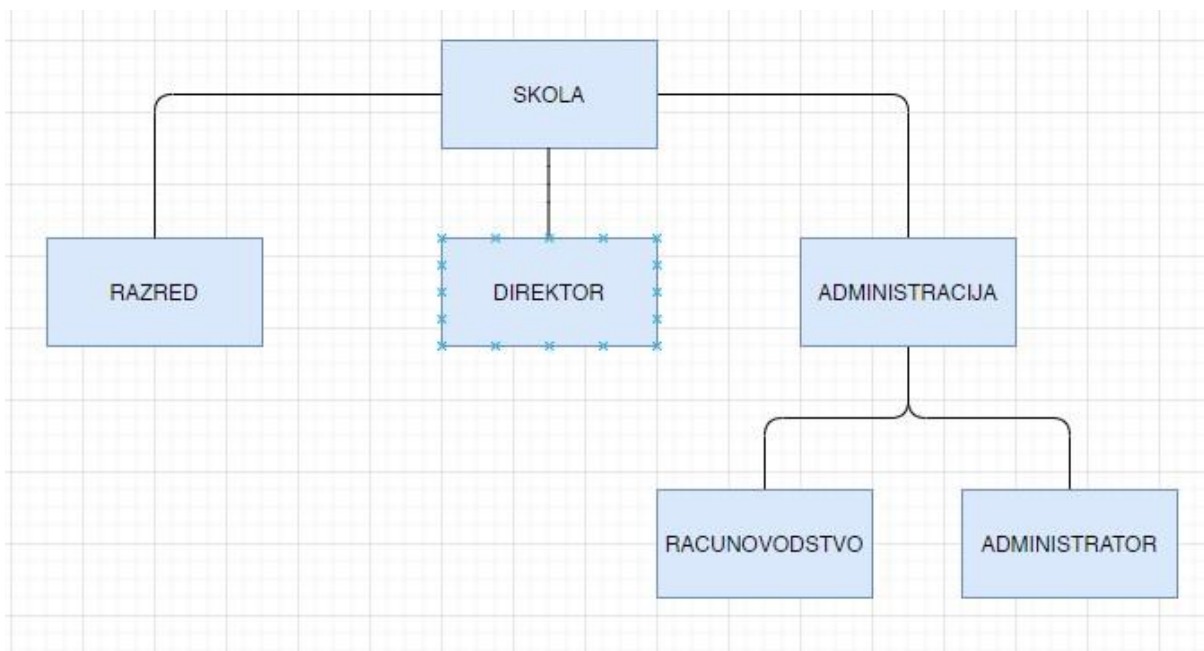 SKOLA
RAZRED
DIREKTOR
ADMINISTRACIJA
RACUNOVODSTVO
ADMINISTRATOR